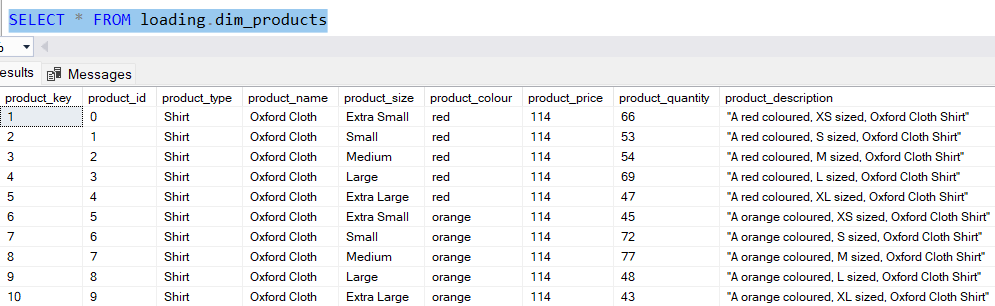 SELECT * FROM loading.dim_products
esults Messages
product_key product_id product_type product_name product_size product_colour product_price product_quantity product_description
1 0 Shirt Oxford Cloth Extra Small red 114 66 "A red coloured, XS sized, Oxford Cloth Shirt"
2 1 Shirt Oxford Cloth Small red 114 53 "A red coloured, S sized, Oxford Cloth Shirt"
3 2 Shirt Oxford Cloth Medium red 114 54 "A red coloured, M sized, Oxford Cloth Shirt"
4 3 Shirt Oxford Cloth Large red 114 69 "A red coloured, L sized, Oxford Cloth Shirt"
5 4 Shirt Oxford Cloth Extra Large red 114 47 "A red coloured, XL sized, Oxford Cloth Shirt"
6 5 Shirt Oxford Cloth Extra Small orange 114 45 "A orange coloured, XS sized, Oxford Cloth Shirt"
7 6 Shirt Oxford Cloth Small orange 114 72 "A orange coloured, S sized, Oxford Cloth Shirt"
8 7 Shirt Oxford Cloth Medium orange 114 77 "A orange coloured, M sized, Oxford Cloth Shirt"
9 8 Shirt Oxford Cloth Large orange 114 48 "A orange coloured, L sized, Oxford Cloth Shirt"
10 9 Shirt Oxford Cloth Extra Large orange 114 43 "A orange coloured, XL sized, Oxford Cloth Shirt"